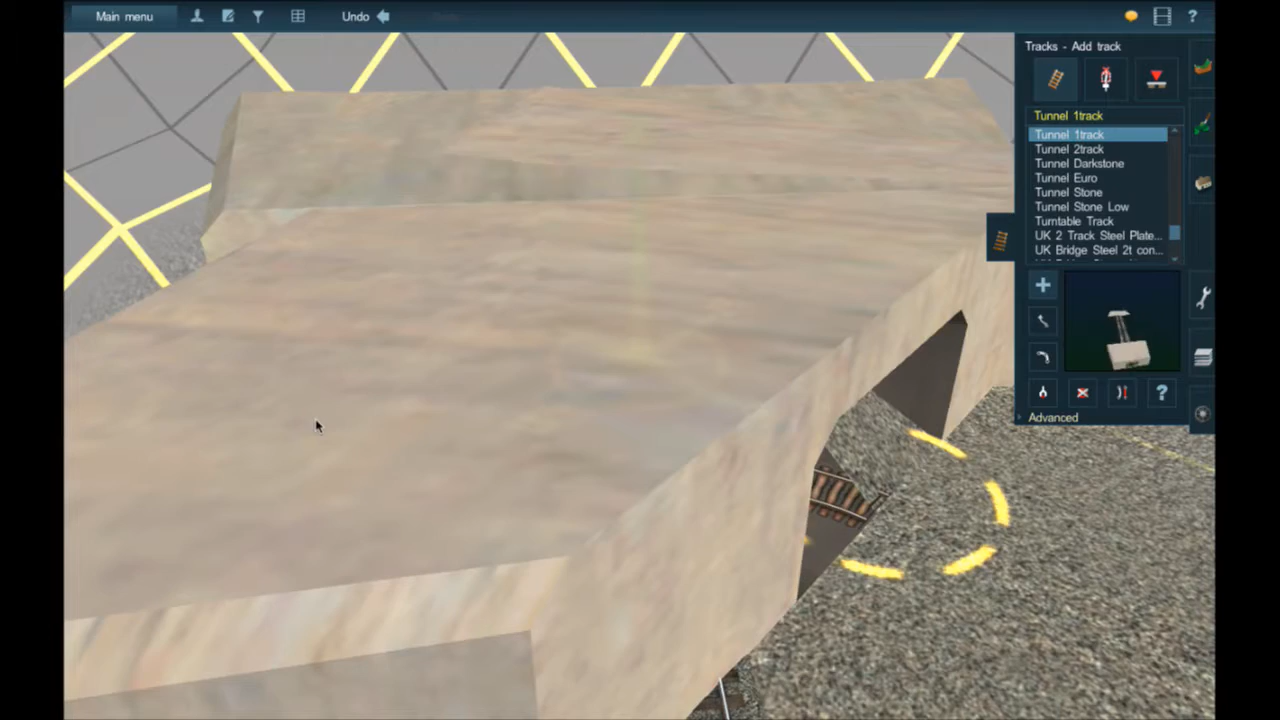 Main menu
Undo
?
Tracks - Add track
Tunnel 1track
Tunnel 1track
Tunnel 2track
Tunnel Darkstone
Tunnel Euro
Tunnel Stone
Tunnel Stone Low
Turntable Track
UK 2 Track Steel Plate...
UK Bridge Steel 2t con...
?
Advanced